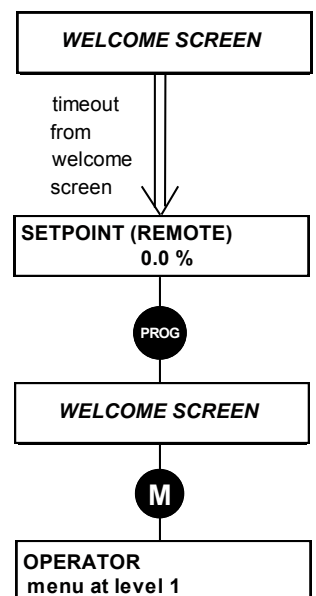 WELCOME SCREEN
timeout
from
welcome
screen
SETPOINT (REMOTE)
0.0 %
PROG
WELCOME SCREEN
M
OPERATOR
menu at level 1